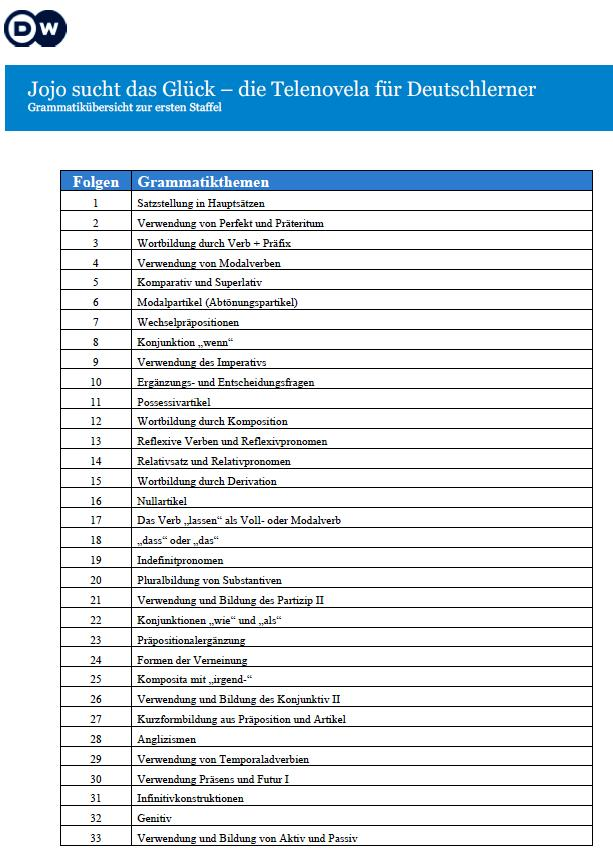 DW
Jojo sucht das Glück – die Telenovela für Deutschlerner
Grammatikübersicht zur ersten Staffel
Folgen Grammatikthemen
1 Satzstellung in Hauptsätzen
2 Verwendung von Perfekt und Präteritum
3 Wortbildung durch Verb + Präfix
4 Verwendung von Modalverben
5 Komparativ und Superlativ
6 Modalpartikel (Abtönungspartikel)
7 Wechselpräpositionen
8 Konjunktion „wenn“
9 Verwendung des Imperativs
10 Ergänzungs- und Entscheidungsfragen
11 Possessivartikel
12 Wortbildung durch Komposition
13 Reflexive Verben und Reflexivpronomen
14 Relativsatz und Relativpronomen
15 Wortbildung durch Derivation
16 Nullartikel
17 Das Verb „lassen“ als Voll- oder Modalverb
18 „dass“ oder „das“
19 Indefinitpronomen
20 Pluralbildung von Substantiven
21 Verwendung und Bildung des Partizip II
22 Konjunktionen „wie“ und „als“
23 Präpositionalergänzung
24 Formen der Verneinung
25 Komposita mit „irgend-“
26 Verwendung und Bildung des Konjunktiv II
27 Kurzformbildung aus Präposition und Artikel
28 Anglizismen
29 Verwendung von Temporaladverbien
30 Verwendung Präsens und Futur I
31 Infinitivkonstruktionen
32 Genitiv
33 Verwendung und Bildung von Aktiv und Passiv